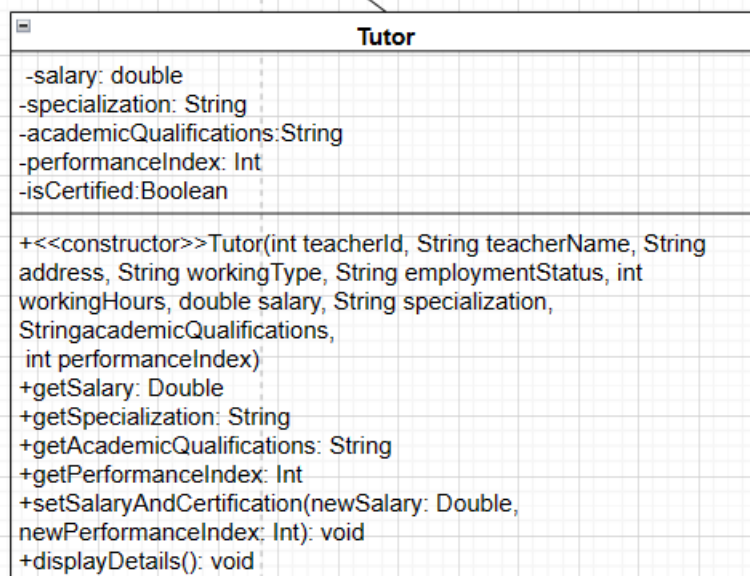 Tutor
-salary: double
-specialization: String
-academicQualifications:String
-performanceIndex: Int
-isCertified:Boolean
+<<constructor>>Tutor(int teacherId, String teacherName, String
address, String workingType, String employmentStatus, int
workingHours, double salary, String specialization,
StringacademicQualifications,
int performanceIndex)
+getSalary: Double
+getSpecialization: String
+getAcademicQualifications: String
+getPerformanceIndex: Int
+setSalaryAndCertification(newSalary: Double,
newPerformanceIndex: Int): void
+displayDetails(): void